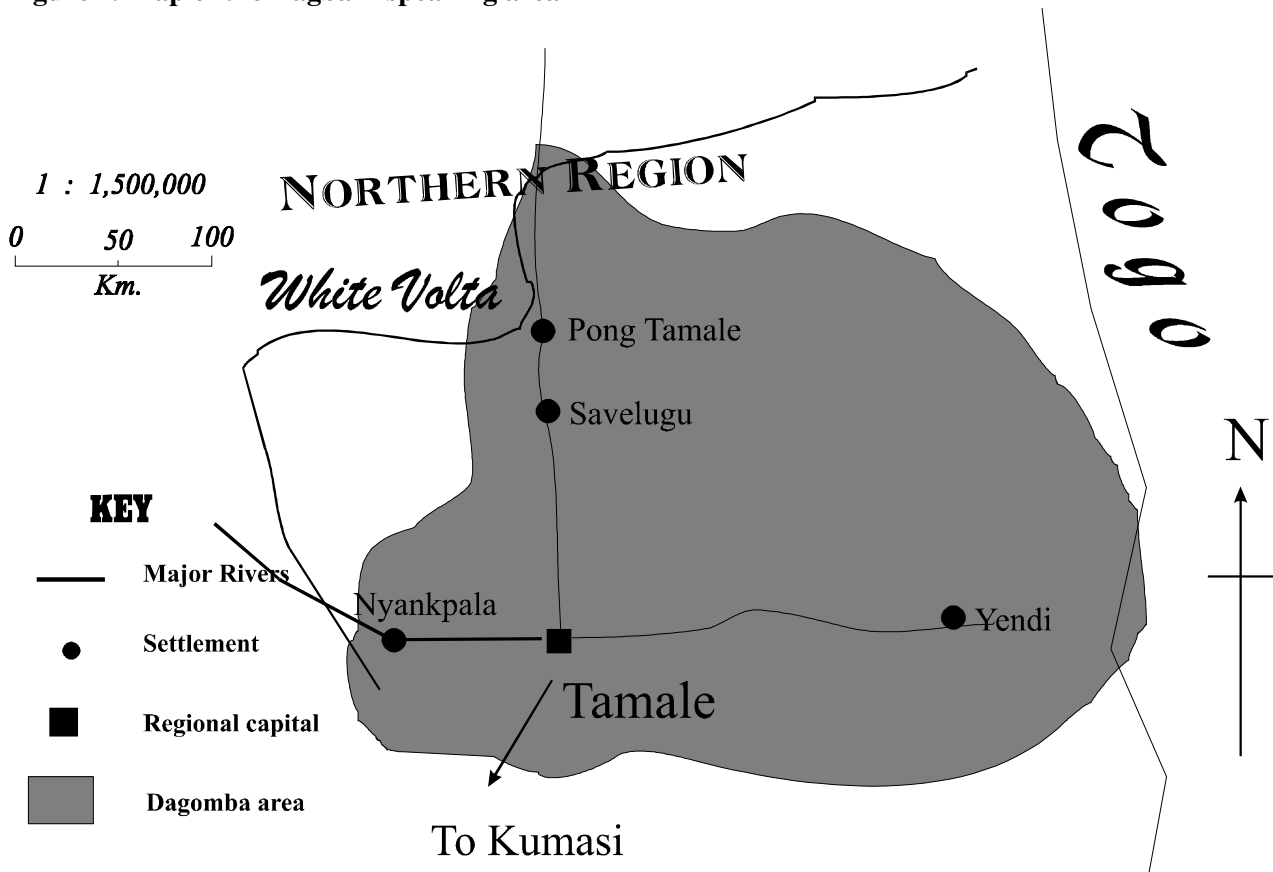 NORTHERN REGION
1 : 1,500,000
0 50 100
Km.
White Volta
Togo
Pong Tamale
Savelugu
N
KEY
Major Rivers
Nyankpala
Yendi
Settlement
Tamale
Regional capital
Dagomba area
To Kumasi